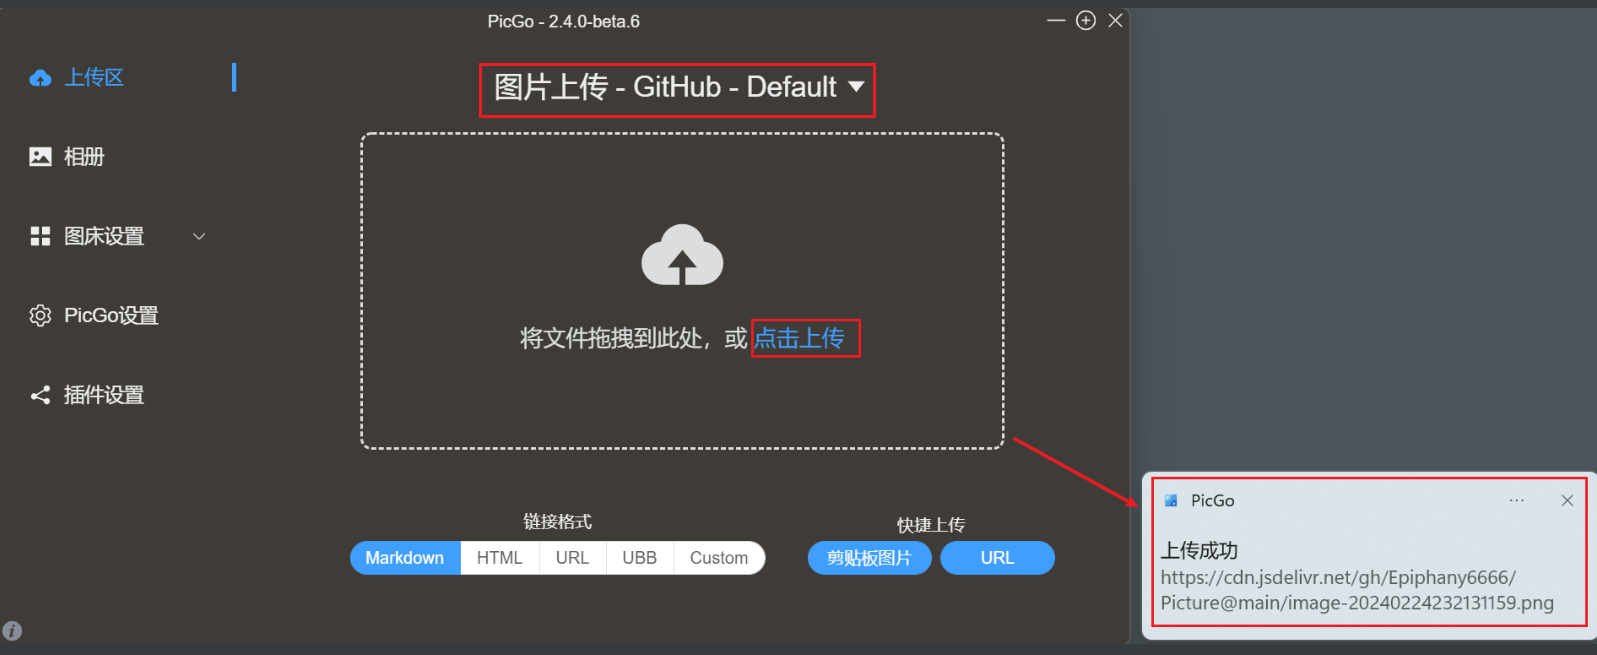 PicGo - 2.4.0-beta.6
上传区
相册
图床设置
PicGo设置
插件设置
图片上传 - GitHub - Default
将文件拖拽到此处，或 点击上传
链接格式
Markdown HTML URL UBB Custom
快捷上传
剪贴板图片 URL
PicGo
上传成功
https://cdn.jsdelivr.net/gh/Epiphany6666/
Picture@main/image-20240224232131159.png